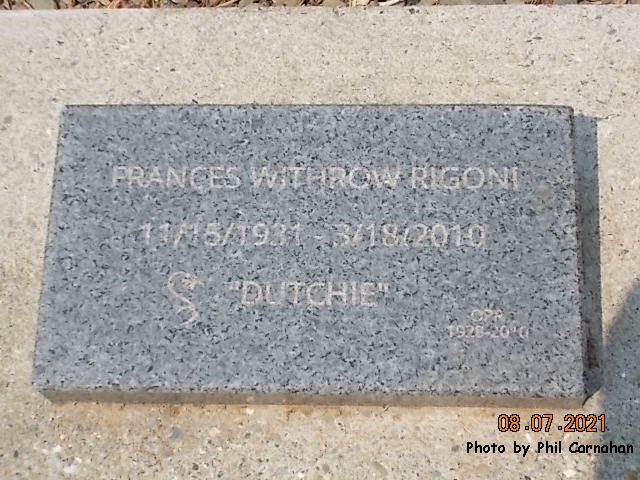 FRANCES WITHROW RIGONI
11/15/1931 - 3/18/2010
"DUTCHIE"
OPA
1928-2010
08.07.2021
Photo by Phil Carnahan